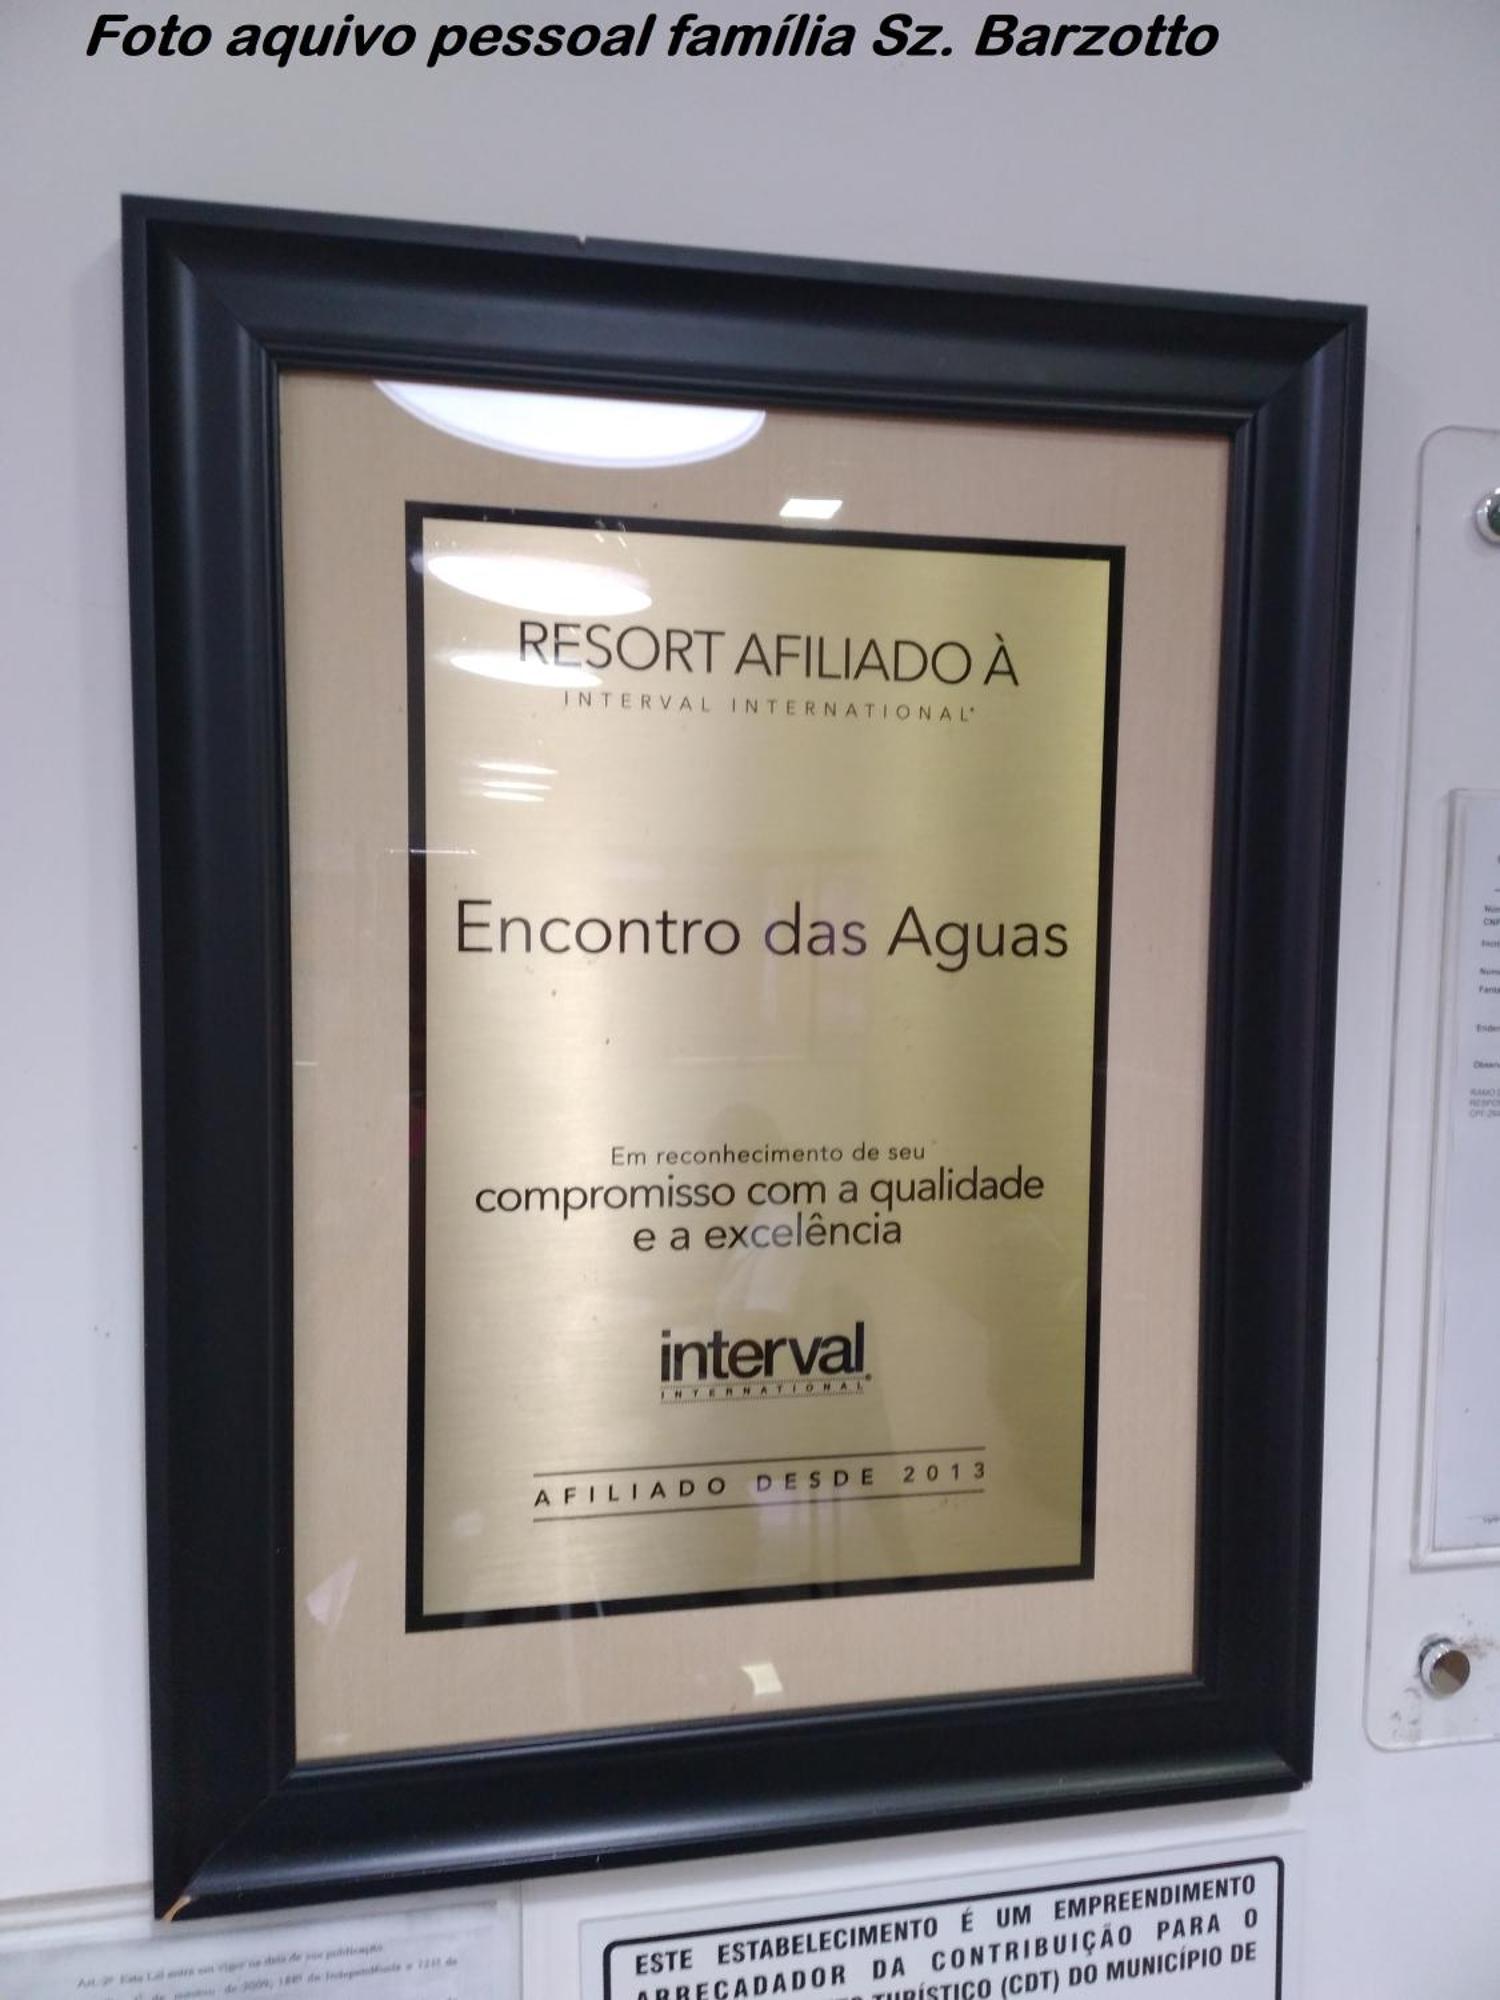 Foto aquivo pessoal família Sz. Barzotto
RESORT AFILIADO À
INTERVAL INTERNATIONAL
Encontro das Aguas
Em reconhecimento de seu
compromisso com a qualidade
e a excelência
interval
INTERNATIONAL
AFILIADO DESDE 2013
ESTE ESTABELECIMENTO É UM EMPREENDIMENTO
ARRECADADOR DA CONTRIBUIÇÃO PARA O
TURÍSTICO (CDT) DO MUNICÍPIO DE